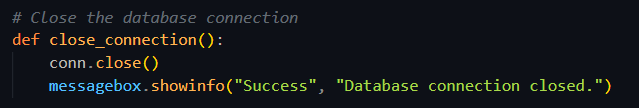 # Close the database connection
def close_connection():
    conn.close()
    messagebox.showinfo("Success", "Database connection closed.")